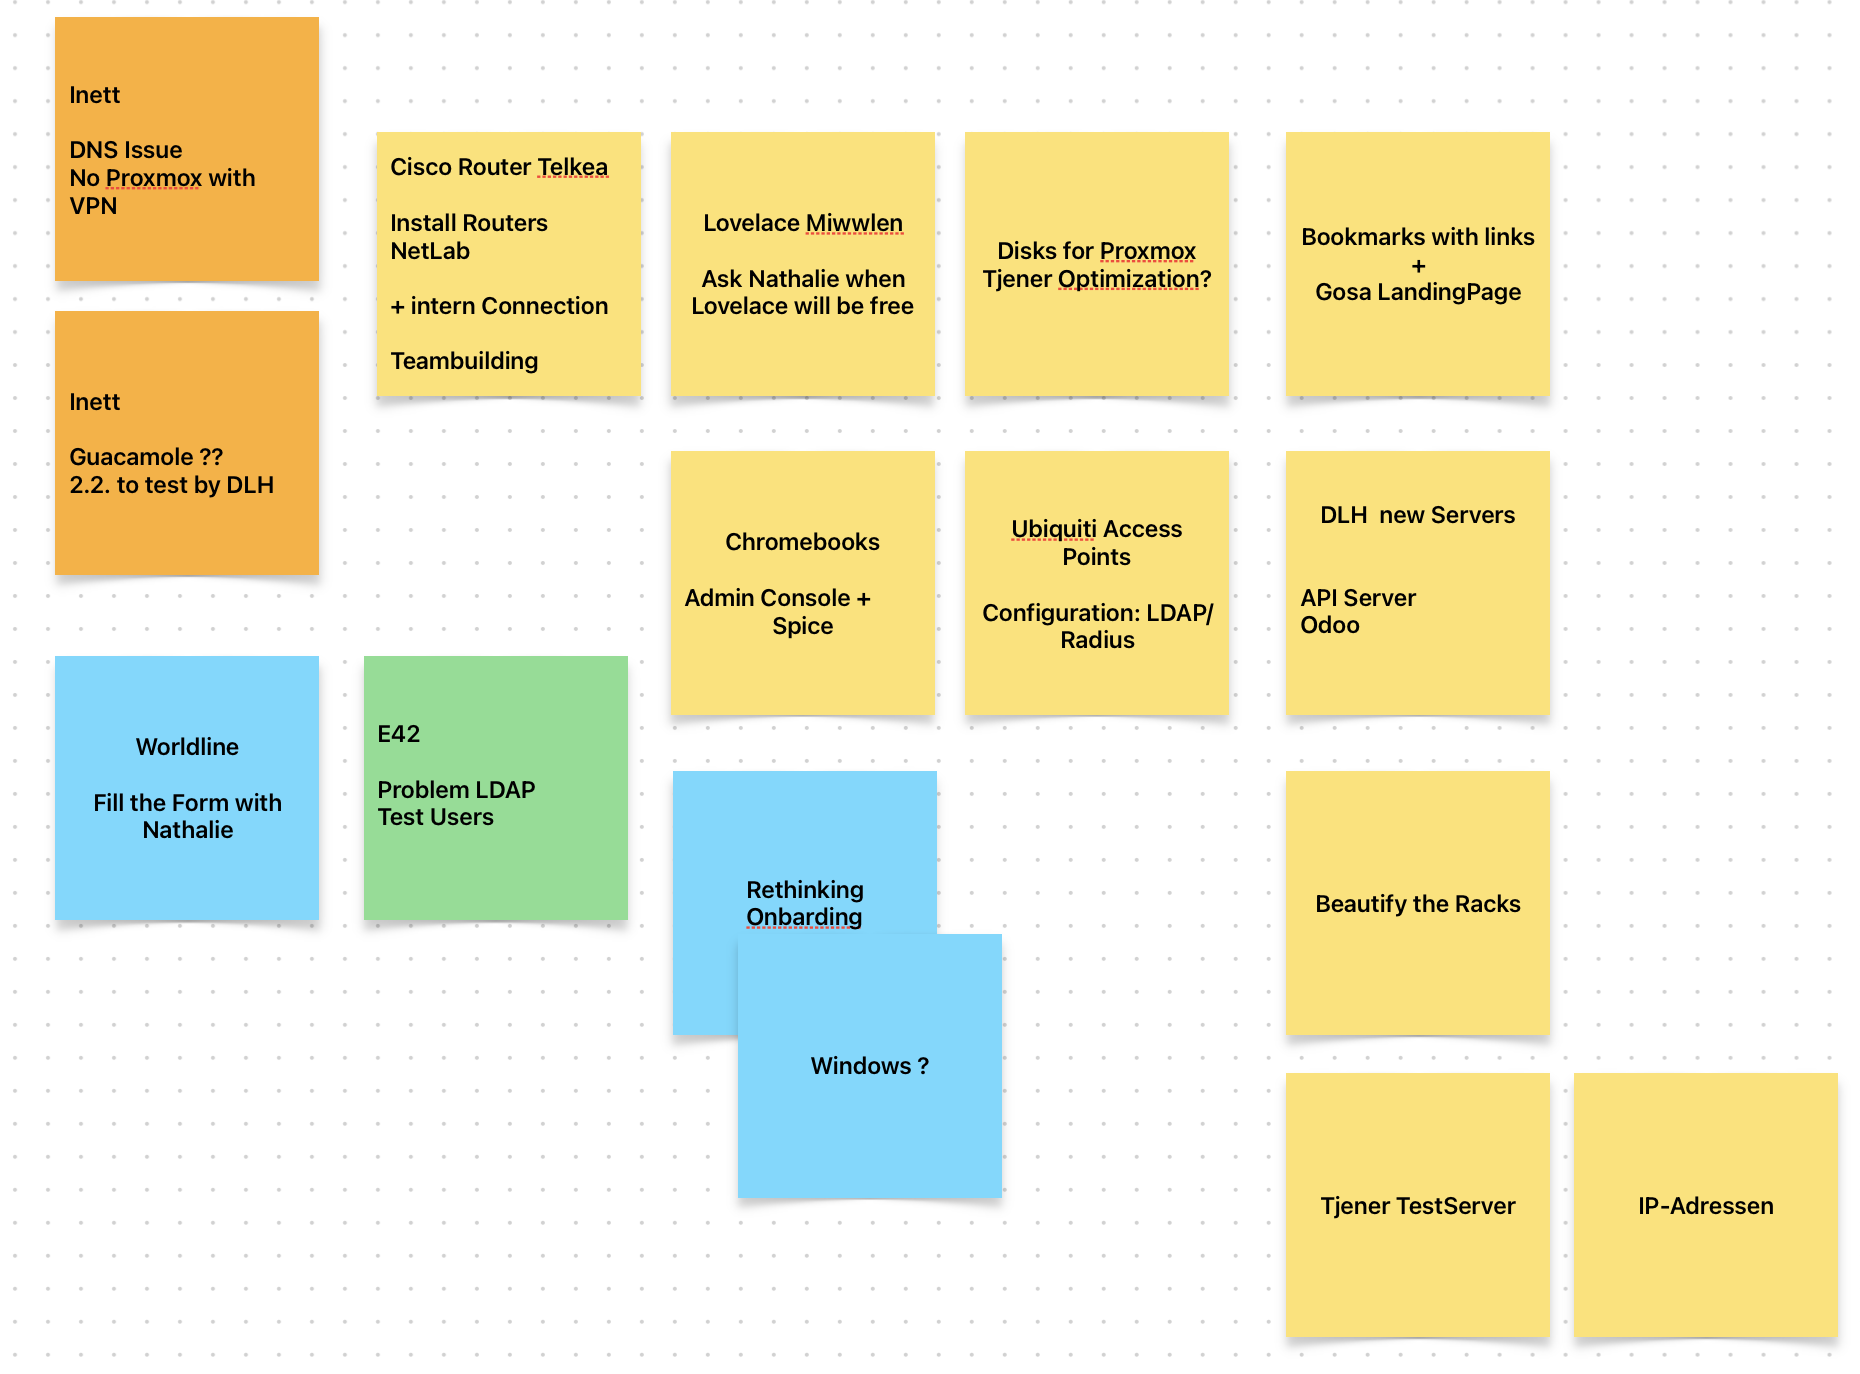 Inett
DNS Issue
No Proxmox with
VPN
Inett
Guacamole ??
2.2. to test by DLH
Cisco Router Telkea
Install Routers
NetLab
+ intern Connection
Teambuilding
Lovelace Miwwlen
Ask Nathalie when
Lovelace will be free
Disks for Proxmox
Tjener Optimization?
Bookmarks with links
+
Gosa LandingPage
Chromebooks
Admin Console +
Spice
Ubiquiti Access
Points
Configuration: LDAP/
Radius
DLH  new Servers
API Server
Odoo
Worldline
Fill the Form with
Nathalie
E42
Problem LDAP
Test Users
Rethinking
Onbarding
Windows ?
Beautify the Racks
Tjener TestServer
IP-Adressen